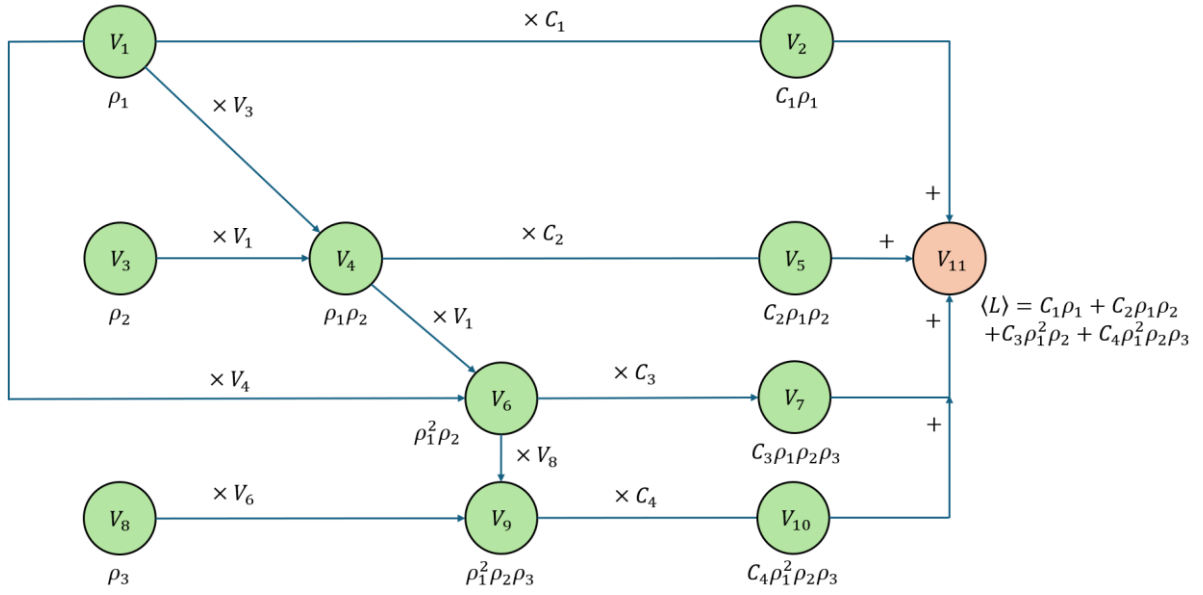 × C₁
V₁
V₂
ρ₁
C₁ρ₁
× V₃
+
× V₁
× C₂
+
V₃
V₄
V₅
V₁₁
ρ₂
ρ₁ρ₂
C₂ρ₁ρ₂
⟨L⟩ = C₁ρ₁ + C₂ρ₁ρ₂
+C₃ρ₁²ρ₂ + C₄ρ₁²ρ₂ρ₃
× V₁
+
× V₄
× C₃
V₆
V₇
+
ρ₁²ρ₂
C₃ρ₁ρ₂ρ₃
× V₈
× V₆
× C₄
V₈
V₉
V₁₀
ρ₃
ρ₁²ρ₂ρ₃
C₄ρ₁²ρ₂ρ₃